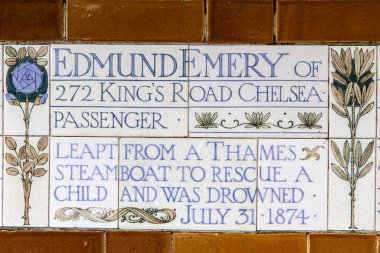 EDMUND EMERY OF
272 KING'S ROAD CHELSEA·
PASSENGER
LEAPT FROM A THAMES
STEAMBOAT TO RESCUE A
CHILD AND WAS DROWNED·
JULY 31· 1874·